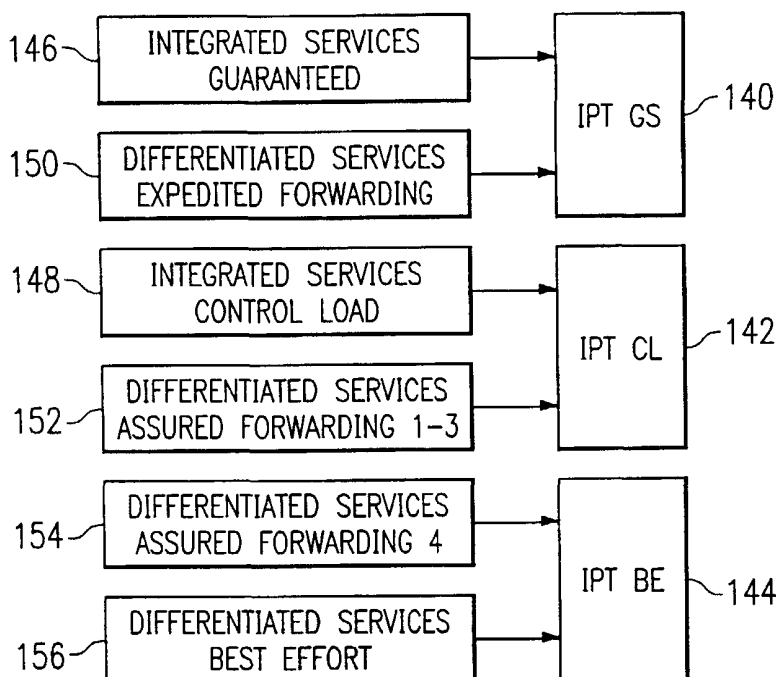 146
INTEGRATED SERVICES
GUARANTEED
IPT GS
140
150
DIFFERENTIATED SERVICES
EXPEDITED FORWARDING
148
INTEGRATED SERVICES
CONTROL LOAD
IPT CL
142
152
DIFFERENTIATED SERVICES
ASSURED FORWARDING 1-3
154
DIFFERENTIATED SERVICES
ASSURED FORWARDING 4
IPT BE
144
156
DIFFERENTIATED SERVICES
BEST EFFORT